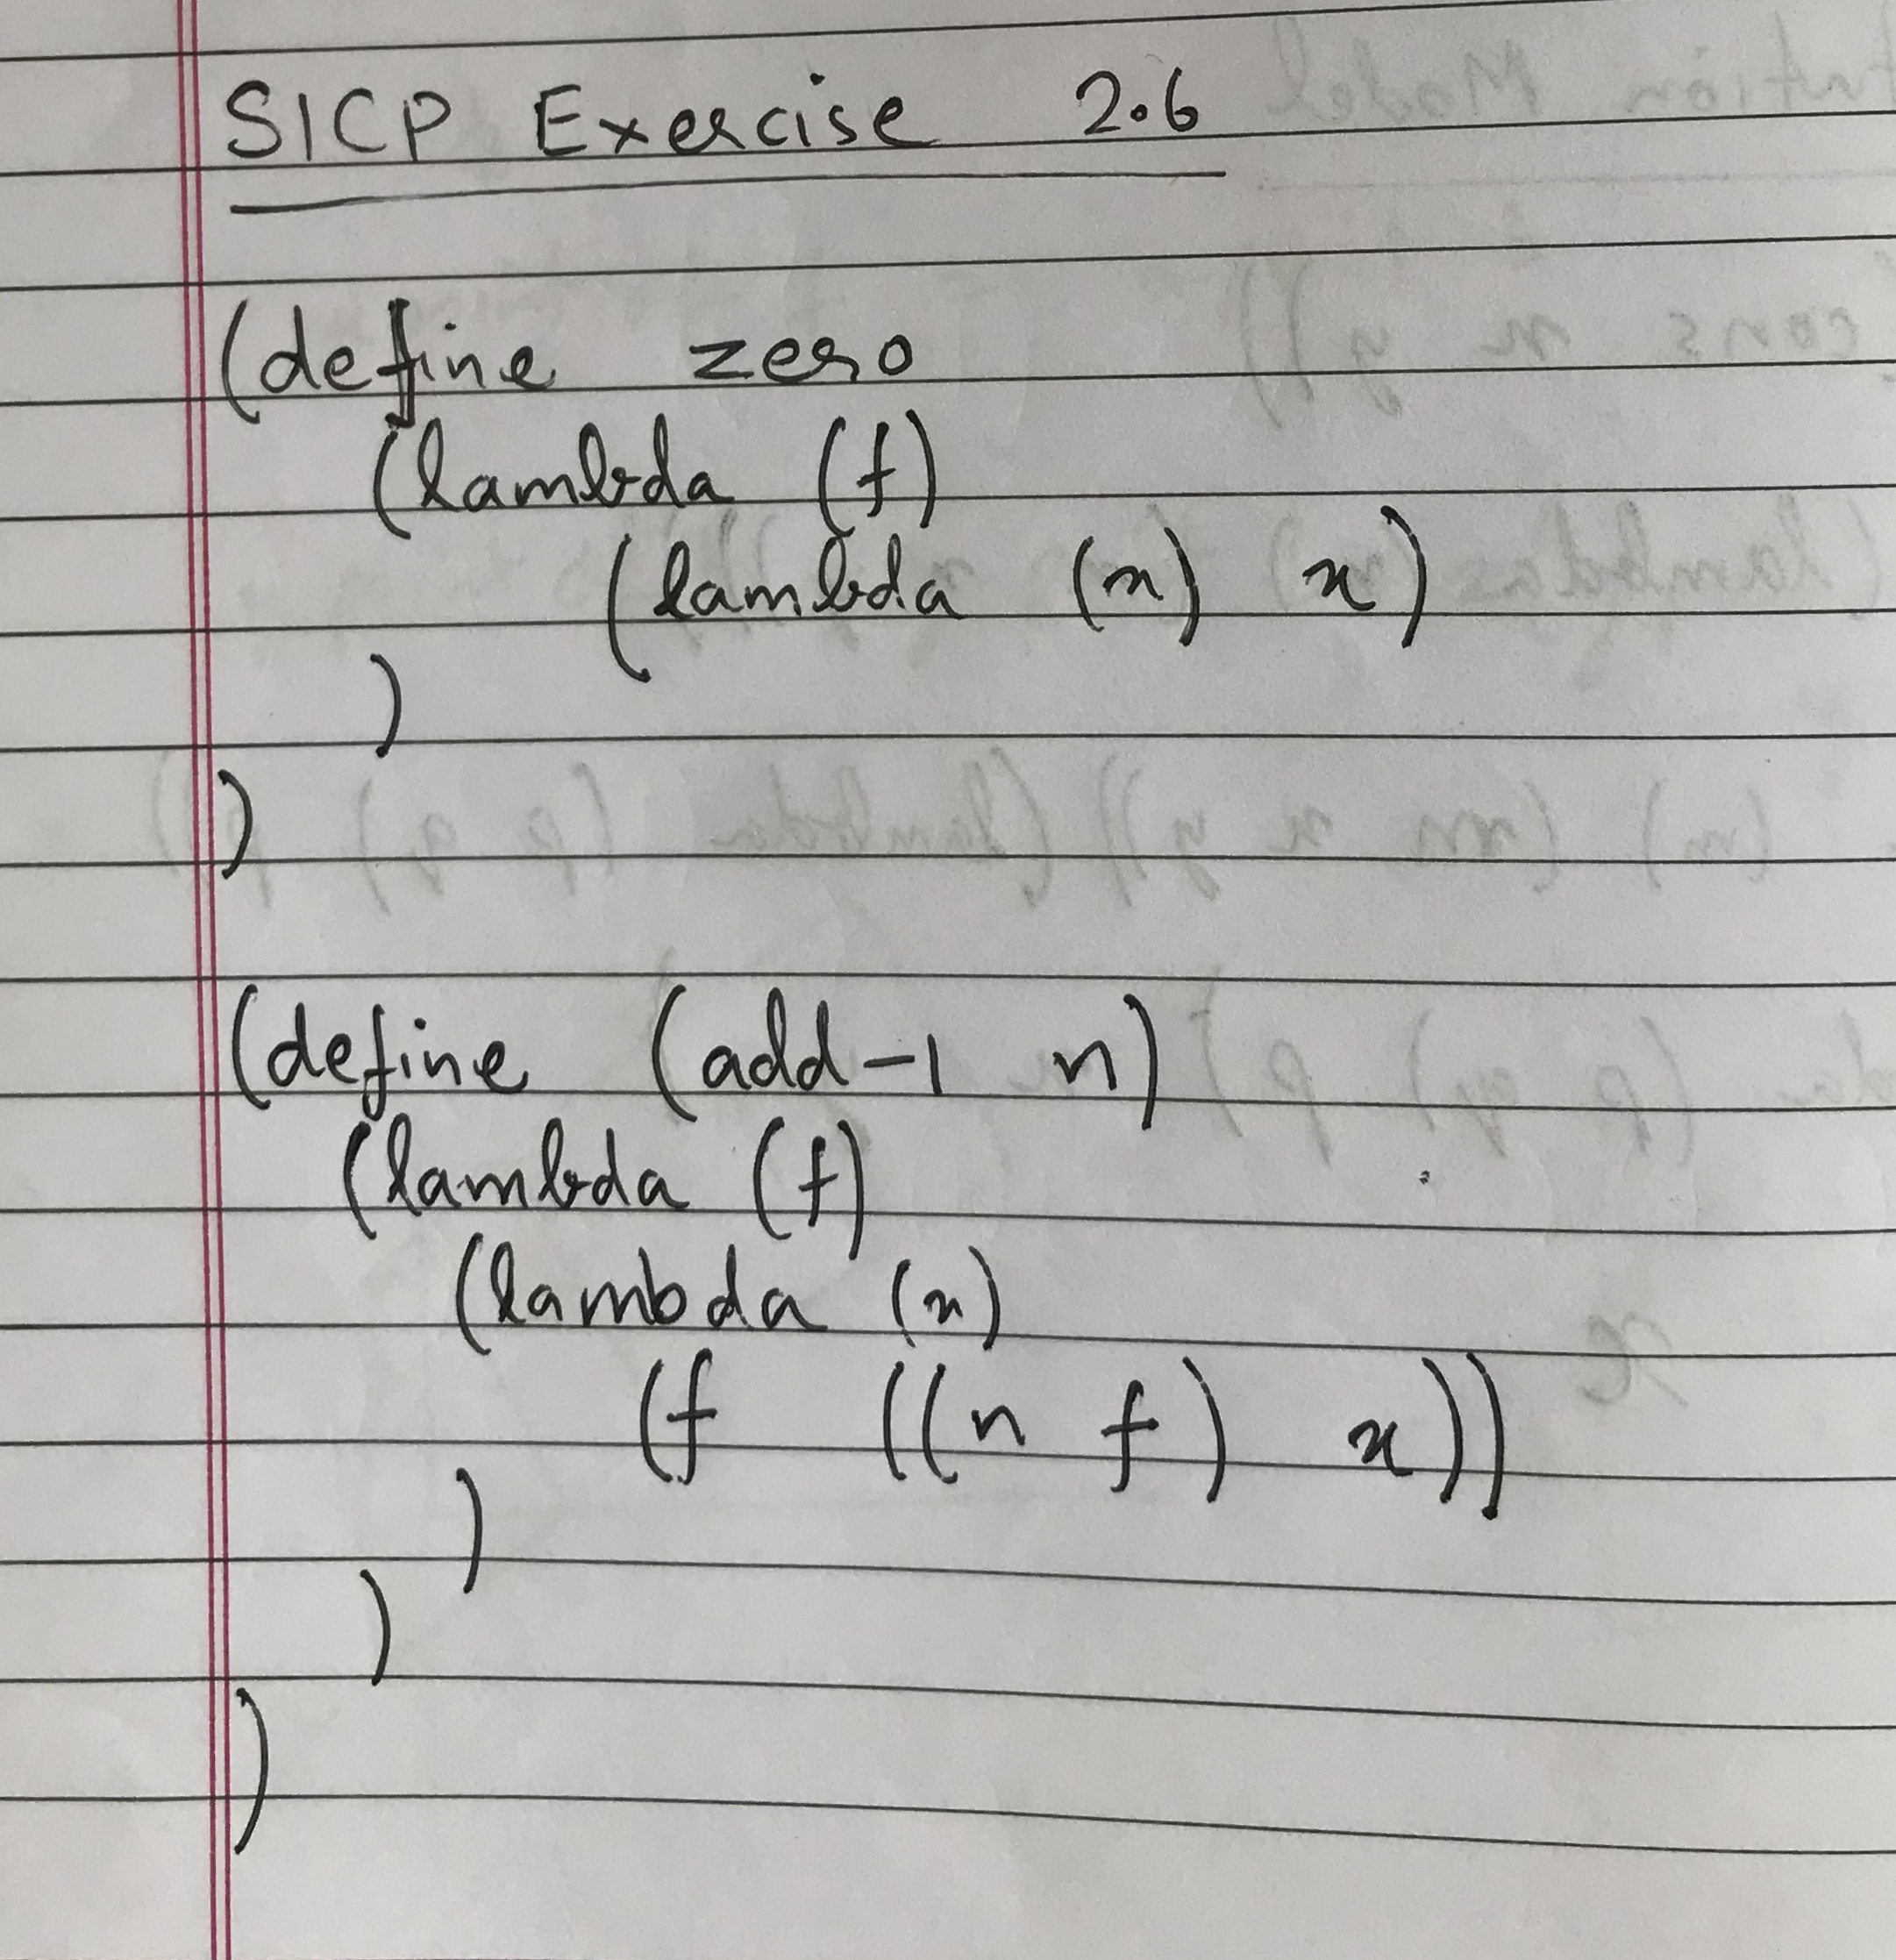 SICP Exercise 2.6
(define zero
(lambda (f)
(lambda (x) x)
)
)
(define (add-1 n)
(lambda (f)
(lambda (x)
(f ((n f) x))
)
)
)